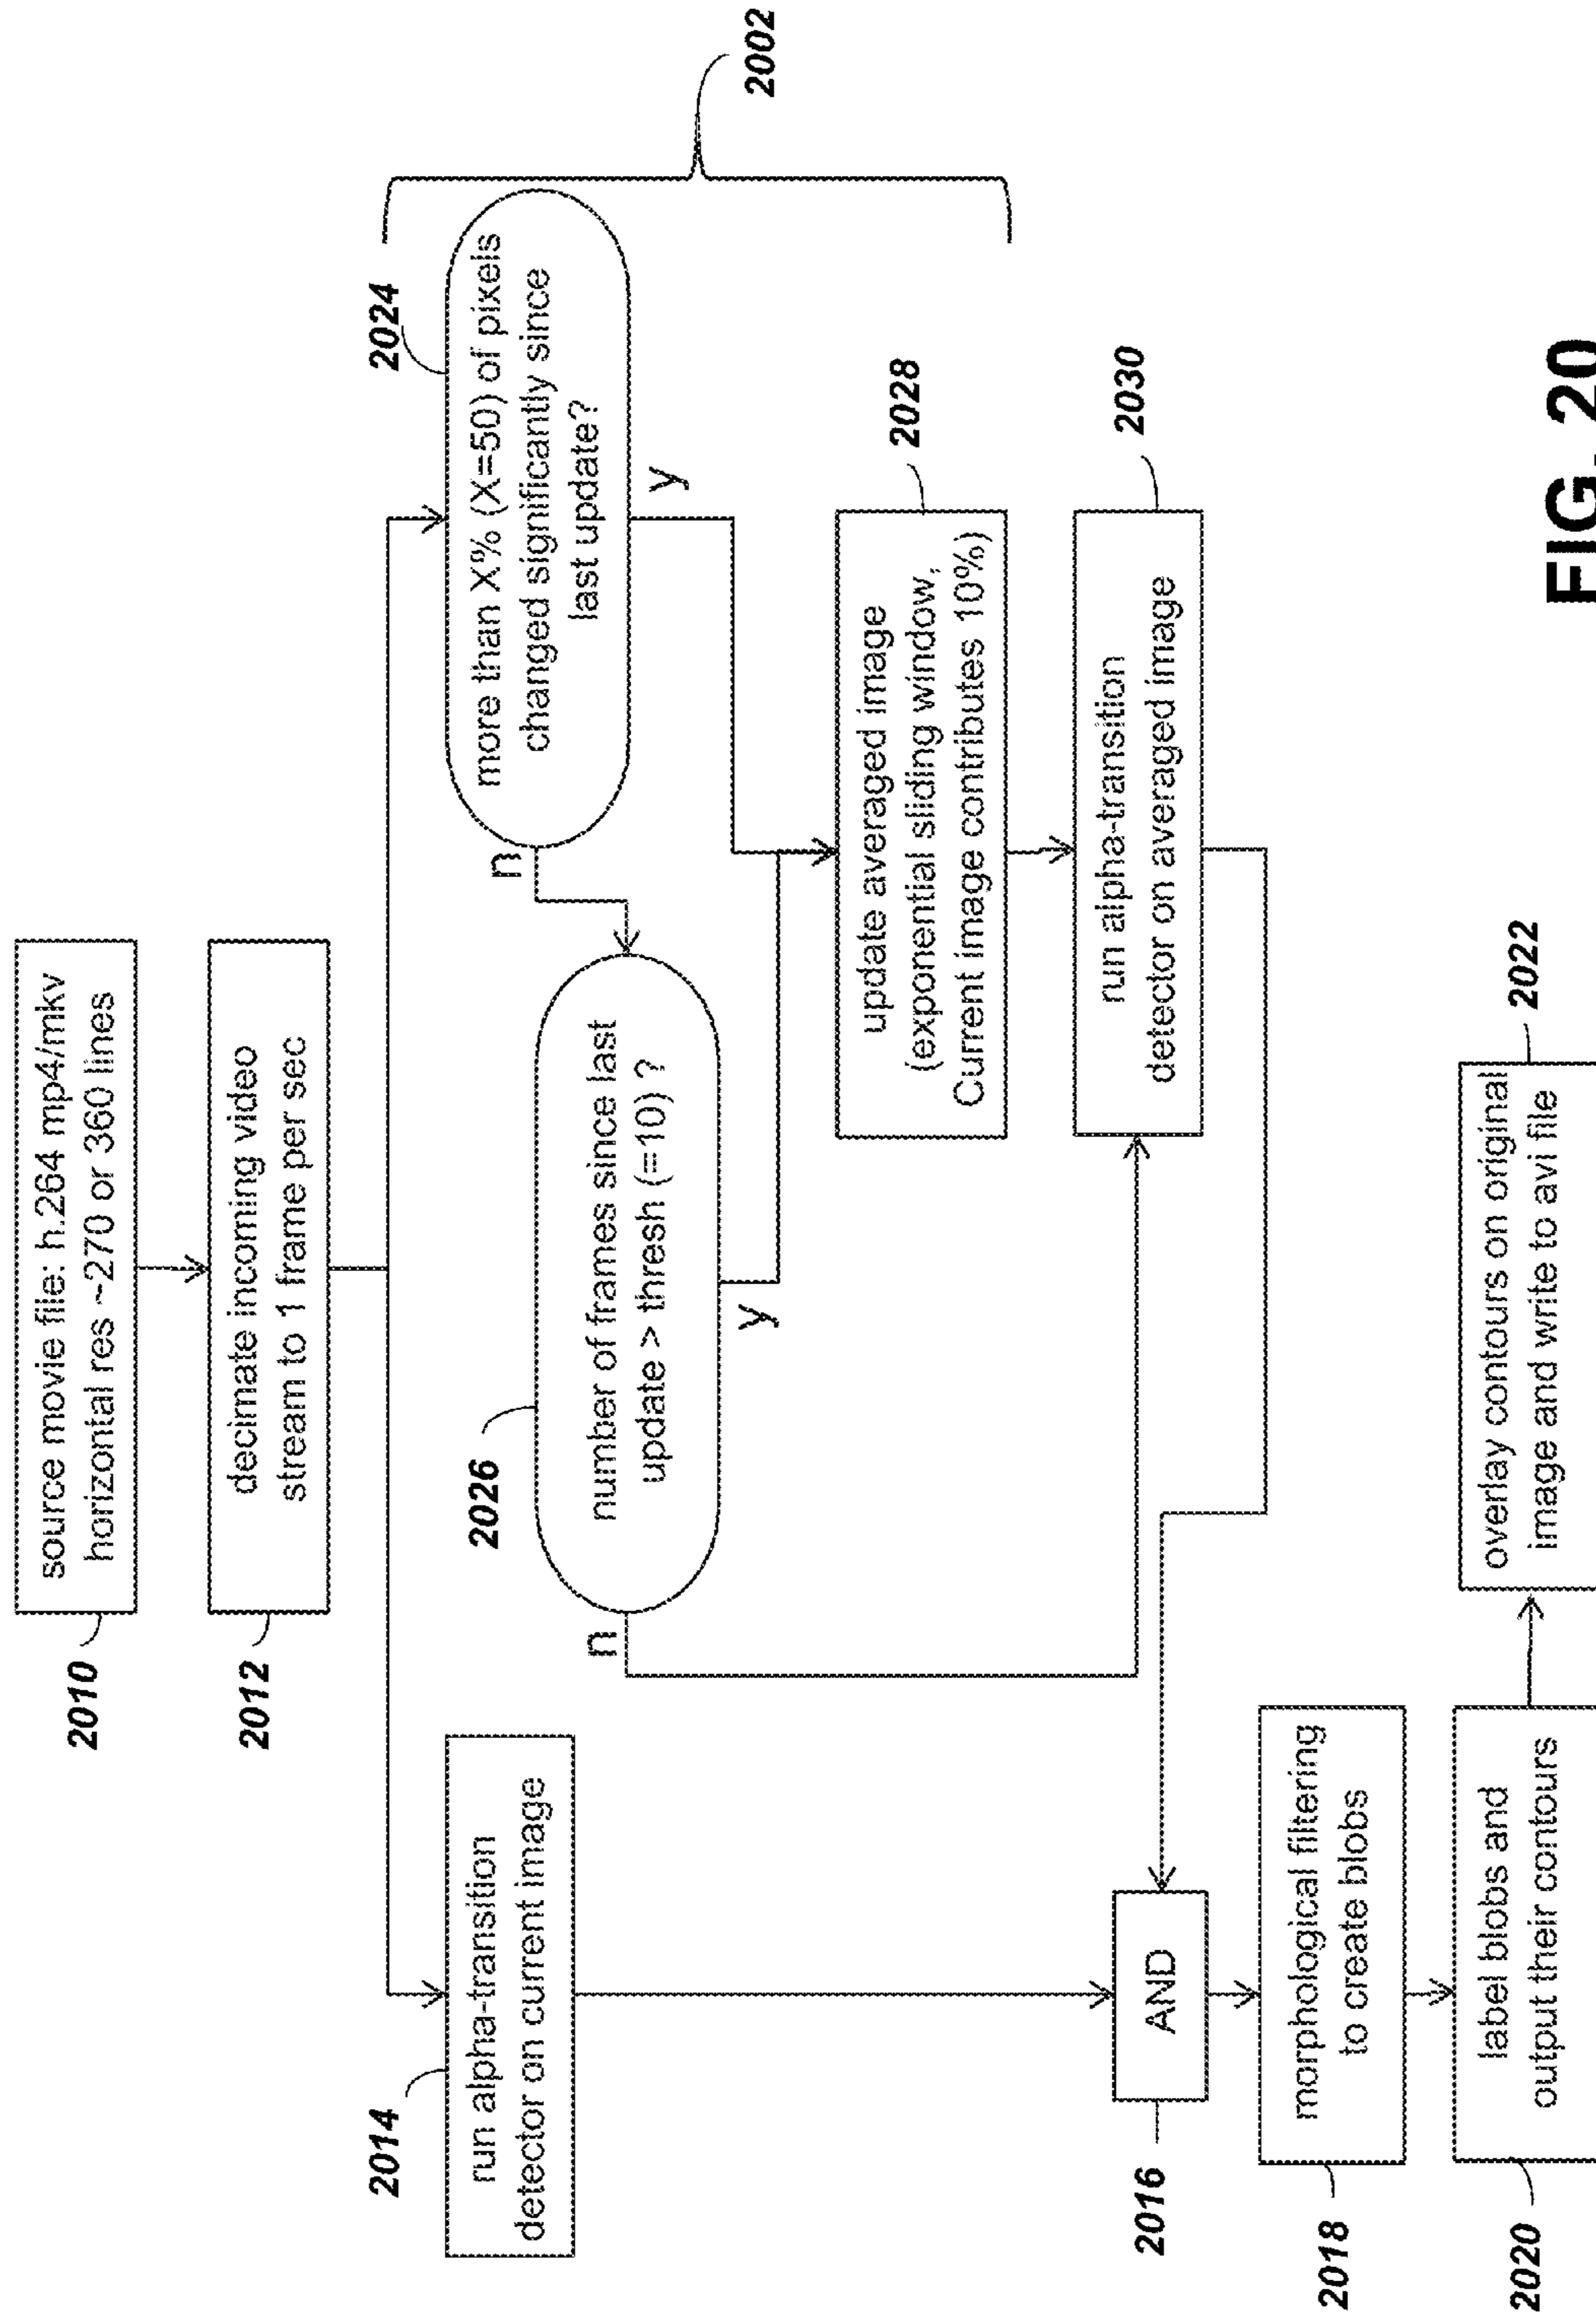 2010
source movie file: h.264 mp4/mkv
horizontal res ~270 or 360 lines
2012
decimate incoming video
stream to 1 frame per sec
2014
run alpha-transition
detector on current image
2024
more than X% (X=50) of pixels
changed significantly since
last update?
n
y
2002
2026
number of frames since last
update > thresh (=10) ?
n
y
2028
update averaged image
(exponential sliding window,
Current image contributes 10%)
2030
run alpha-transition
detector on averaged image
2016
AND
2018
morphological filtering
to create blobs
2020
label blobs and
output their contours
2022
overlay contours on original
image and write to avi file
FIG. 20